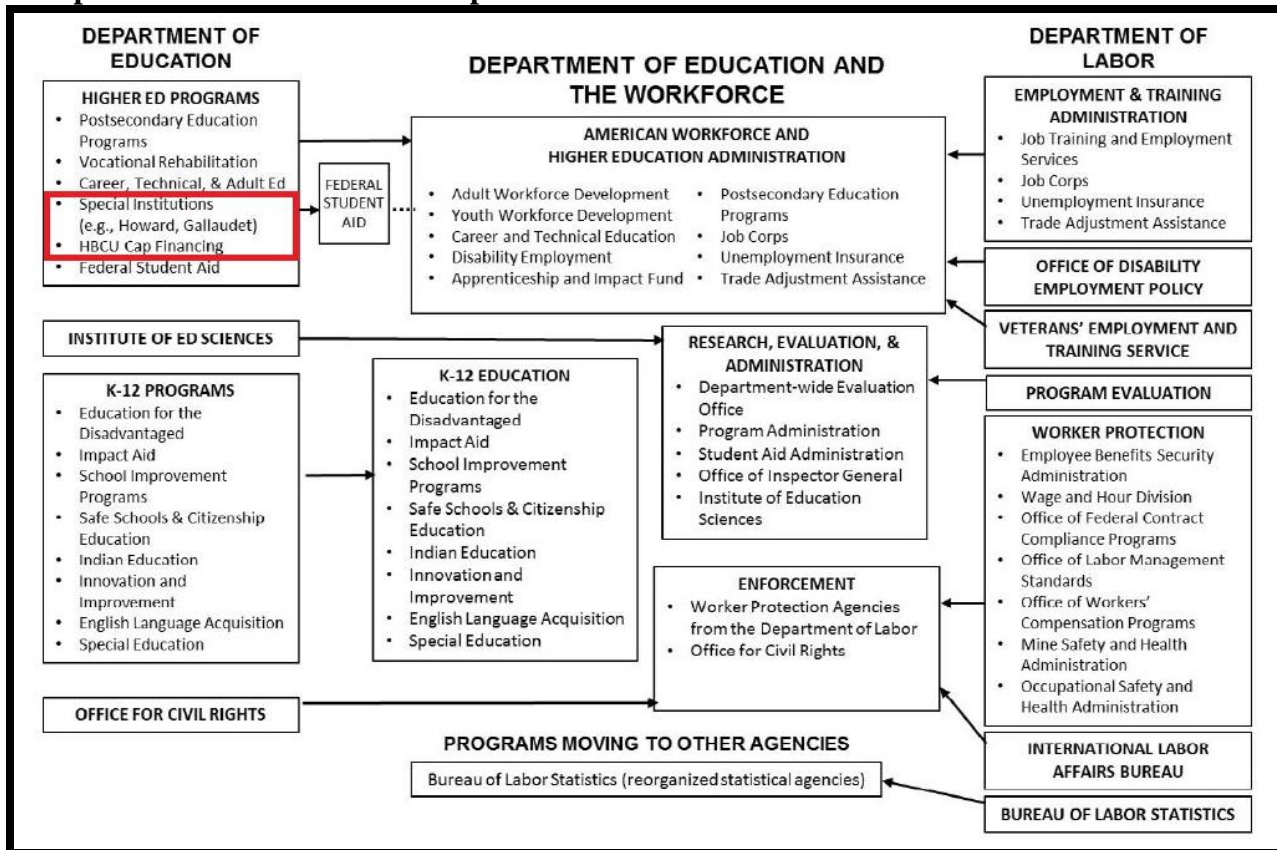 DEPARTMENT OF
EDUCATION
HIGHER ED PROGRAMS
• Postsecondary Education
Programs
• Vocational Rehabilitation
• Career, Technical, & Adult Ed
• Special Institutions
(e.g., Howard, Gallaudet)
• HBCU Cap Financing
• Federal Student Aid
FEDERAL
STUDENT
AID
INSTITUTE OF ED SCIENCES
K-12 PROGRAMS
• Education for the
Disadvantaged
• Impact Aid
• School Improvement
Programs
• Safe Schools & Citizenship
Education
• Indian Education
• Innovation and
Improvement
• English Language Acquisition
• Special Education
OFFICE FOR CIVIL RIGHTS
DEPARTMENT OF EDUCATION AND
THE WORKFORCE
AMERICAN WORKFORCE AND
HIGHER EDUCATION ADMINISTRATION
• Adult Workforce Development
• Youth Workforce Development
• Career and Technical Education
• Disability Employment
• Apprenticeship and Impact Fund
• Postsecondary Education
Programs
• Job Corps
• Unemployment Insurance
• Trade Adjustment Assistance
K-12 EDUCATION
• Education for the
Disadvantaged
• Impact Aid
• School Improvement
Programs
• Safe Schools & Citizenship
Education
• Indian Education
• Innovation and
Improvement
• English Language Acquisition
• Special Education
RESEARCH, EVALUATION, &
ADMINISTRATION
• Department-wide Evaluation
Office
• Program Administration
• Student Aid Administration
• Office of Inspector General
• Institute of Education
Sciences
ENFORCEMENT
• Worker Protection Agencies
from the Department of Labor
• Office for Civil Rights
PROGRAMS MOVING TO OTHER AGENCIES
Bureau of Labor Statistics (reorganized statistical agencies)
DEPARTMENT OF
LABOR
EMPLOYMENT & TRAINING
ADMINISTRATION
• Job Training and Employment
Services
• Job Corps
• Unemployment Insurance
• Trade Adjustment Assistance
OFFICE OF DISABILITY
EMPLOYMENT POLICY
VETERANS' EMPLOYMENT AND
TRAINING SERVICE
PROGRAM EVALUATION
WORKER PROTECTION
• Employee Benefits Security
Administration
• Wage and Hour Division
• Office of Federal Contract
Compliance Programs
• Office of Labor Management
Standards
• Office of Workers'
Compensation Programs
• Mine Safety and Health
Administration
• Occupational Safety and
Health Administration
INTERNATIONAL LABOR
AFFAIRS BUREAU
BUREAU OF LABOR STATISTICS